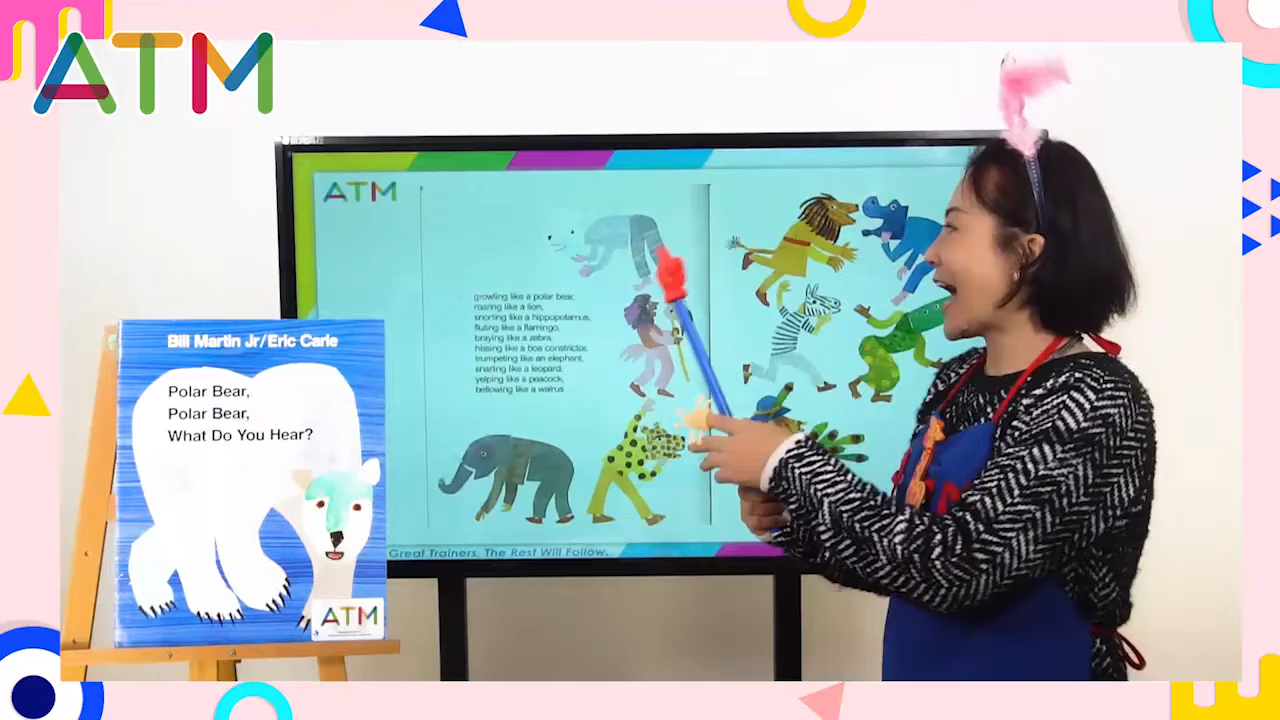 ATM
ATM
. . . growling like a polar bear,
roaring like a lion,
snorting like a hippopotamus,
fluting like a flamingo,
braying like a zebra,
hissing like a boa constrictor,
trumpeting like an elephant,
snarling like a leopard,
yelping like a peacock,
bellowing like a walrus . . .
Bill Martin Jr/Eric Carle
Polar Bear,
Polar Bear,
What Do You Hear?
ATM
Great Trainers, The Rest Will Follow.